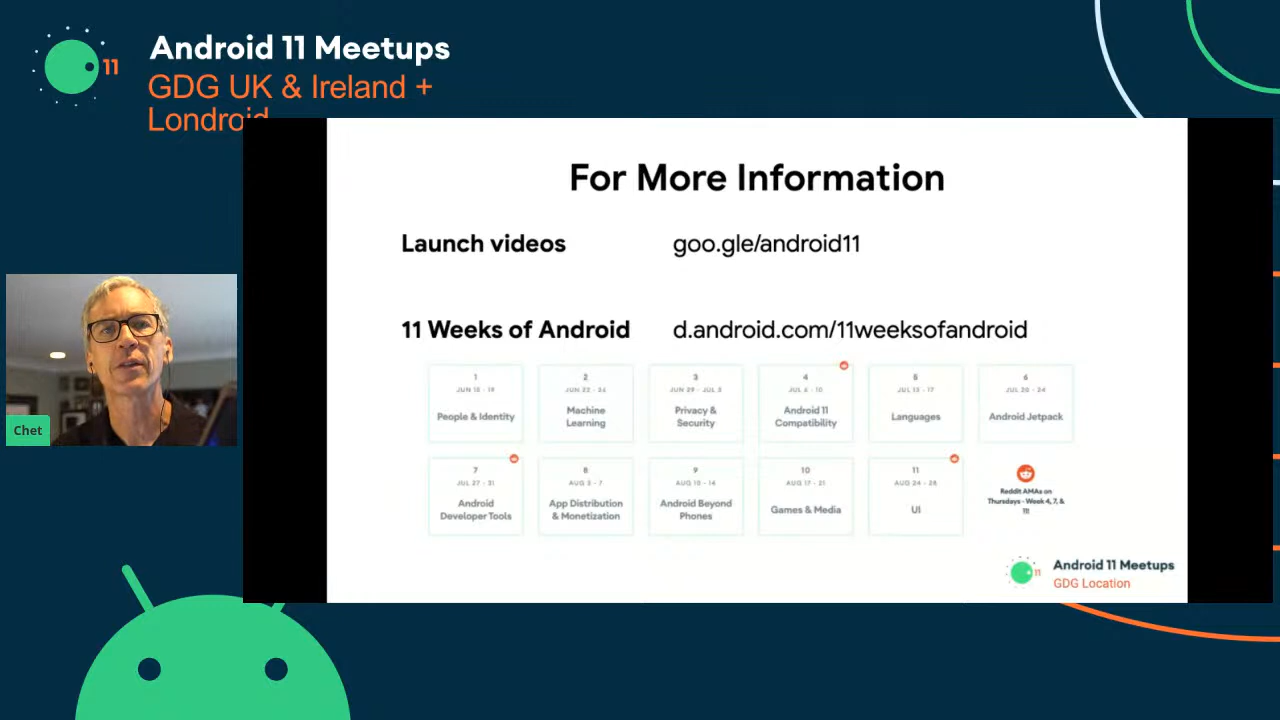 11
Android 11 Meetups
GDG UK & Ireland +
Londroid
For More Information
Launch videos goo.gle/android11
11 Weeks of Android d.android.com/11weeksofandroid
1 2 3 4 5 6
JUN 22 - 26 JUN 29 - JUL 3 JUL 6 - 10 JUL 13 - 17 JUL 20 - 24
People & Identity
Machine
Learning
Privacy &
Security
Android 11
Compatibility
Languages
Android Jetpack
7 8 9 10 11
JUL 27 - 31 AUG 3 - 7 AUG 10 - 14 AUG 17 - 21 AUG 24 - 28
Android
Developer Tools
App Distribution
& Monetization
Android Beyond
Phones
Games & Media
UI
Reddit AMAs on
Thursdays - Week 4, 7, &
11!
Chet
11
Android 11 Meetups
GDG Location